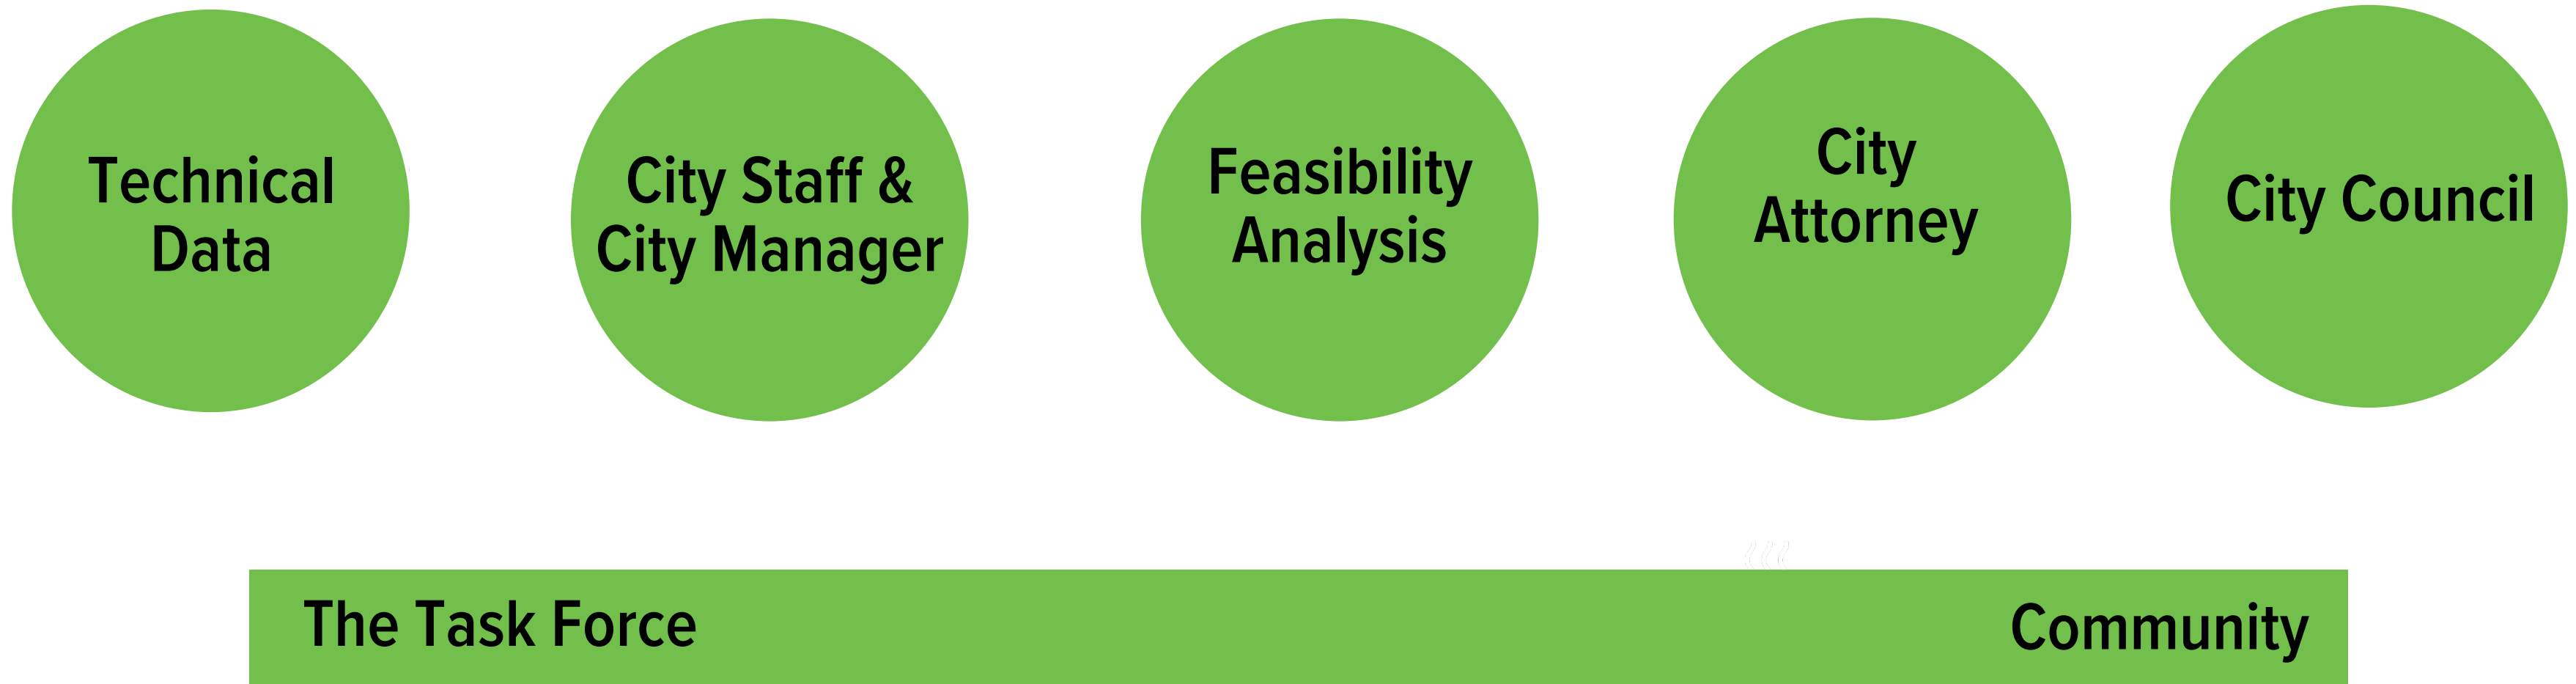 Technical
Data
City Staff &
City Manager
Feasibility
Analysis
City
Attorney
City Council
The Task Force
Community